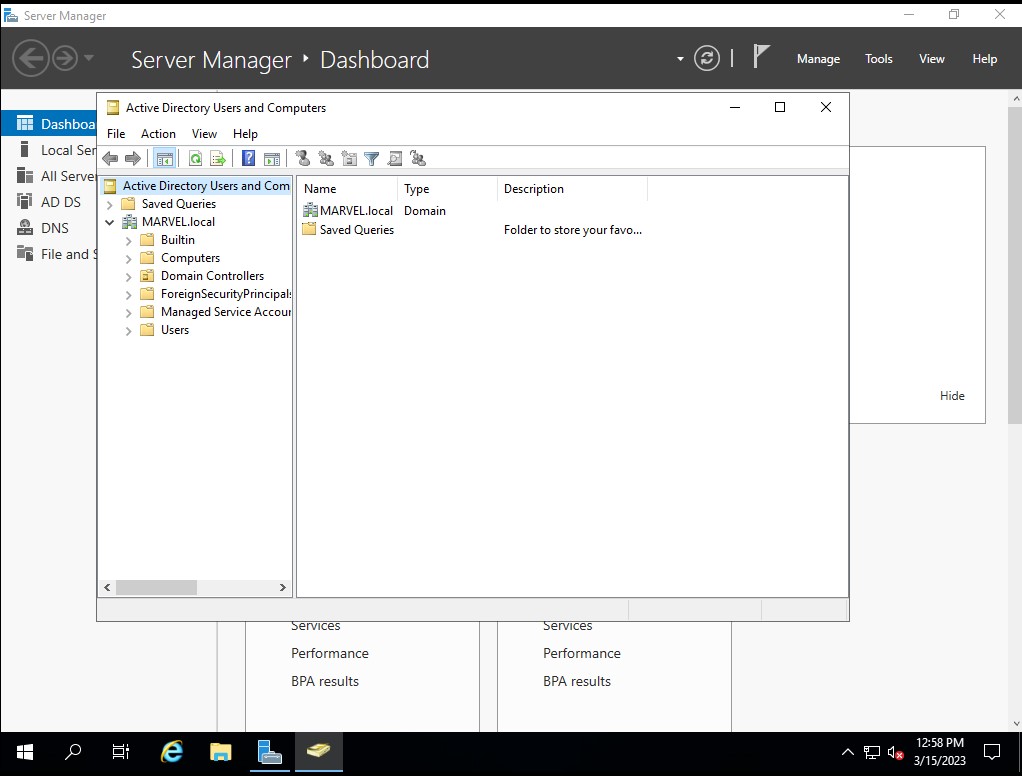 Server Manager
Server Manager Dashboard
Manage Tools View Help
Dashboa
Local Ser
All Server
AD DS
DNS
File and S
Active Directory Users and Computers
File Action View Help
Active Directory Users and Com
Saved Queries
MARVEL.local
Builtin
Computers
Domain Controllers
ForeignSecurityPrincipals
Managed Service Accour
Users
Name Type Description
MARVEL.local Domain
Saved Queries Folder to store your favo...
Hide
Services Services
Performance Performance
BPA results BPA results
12:58 PM
3/15/2023